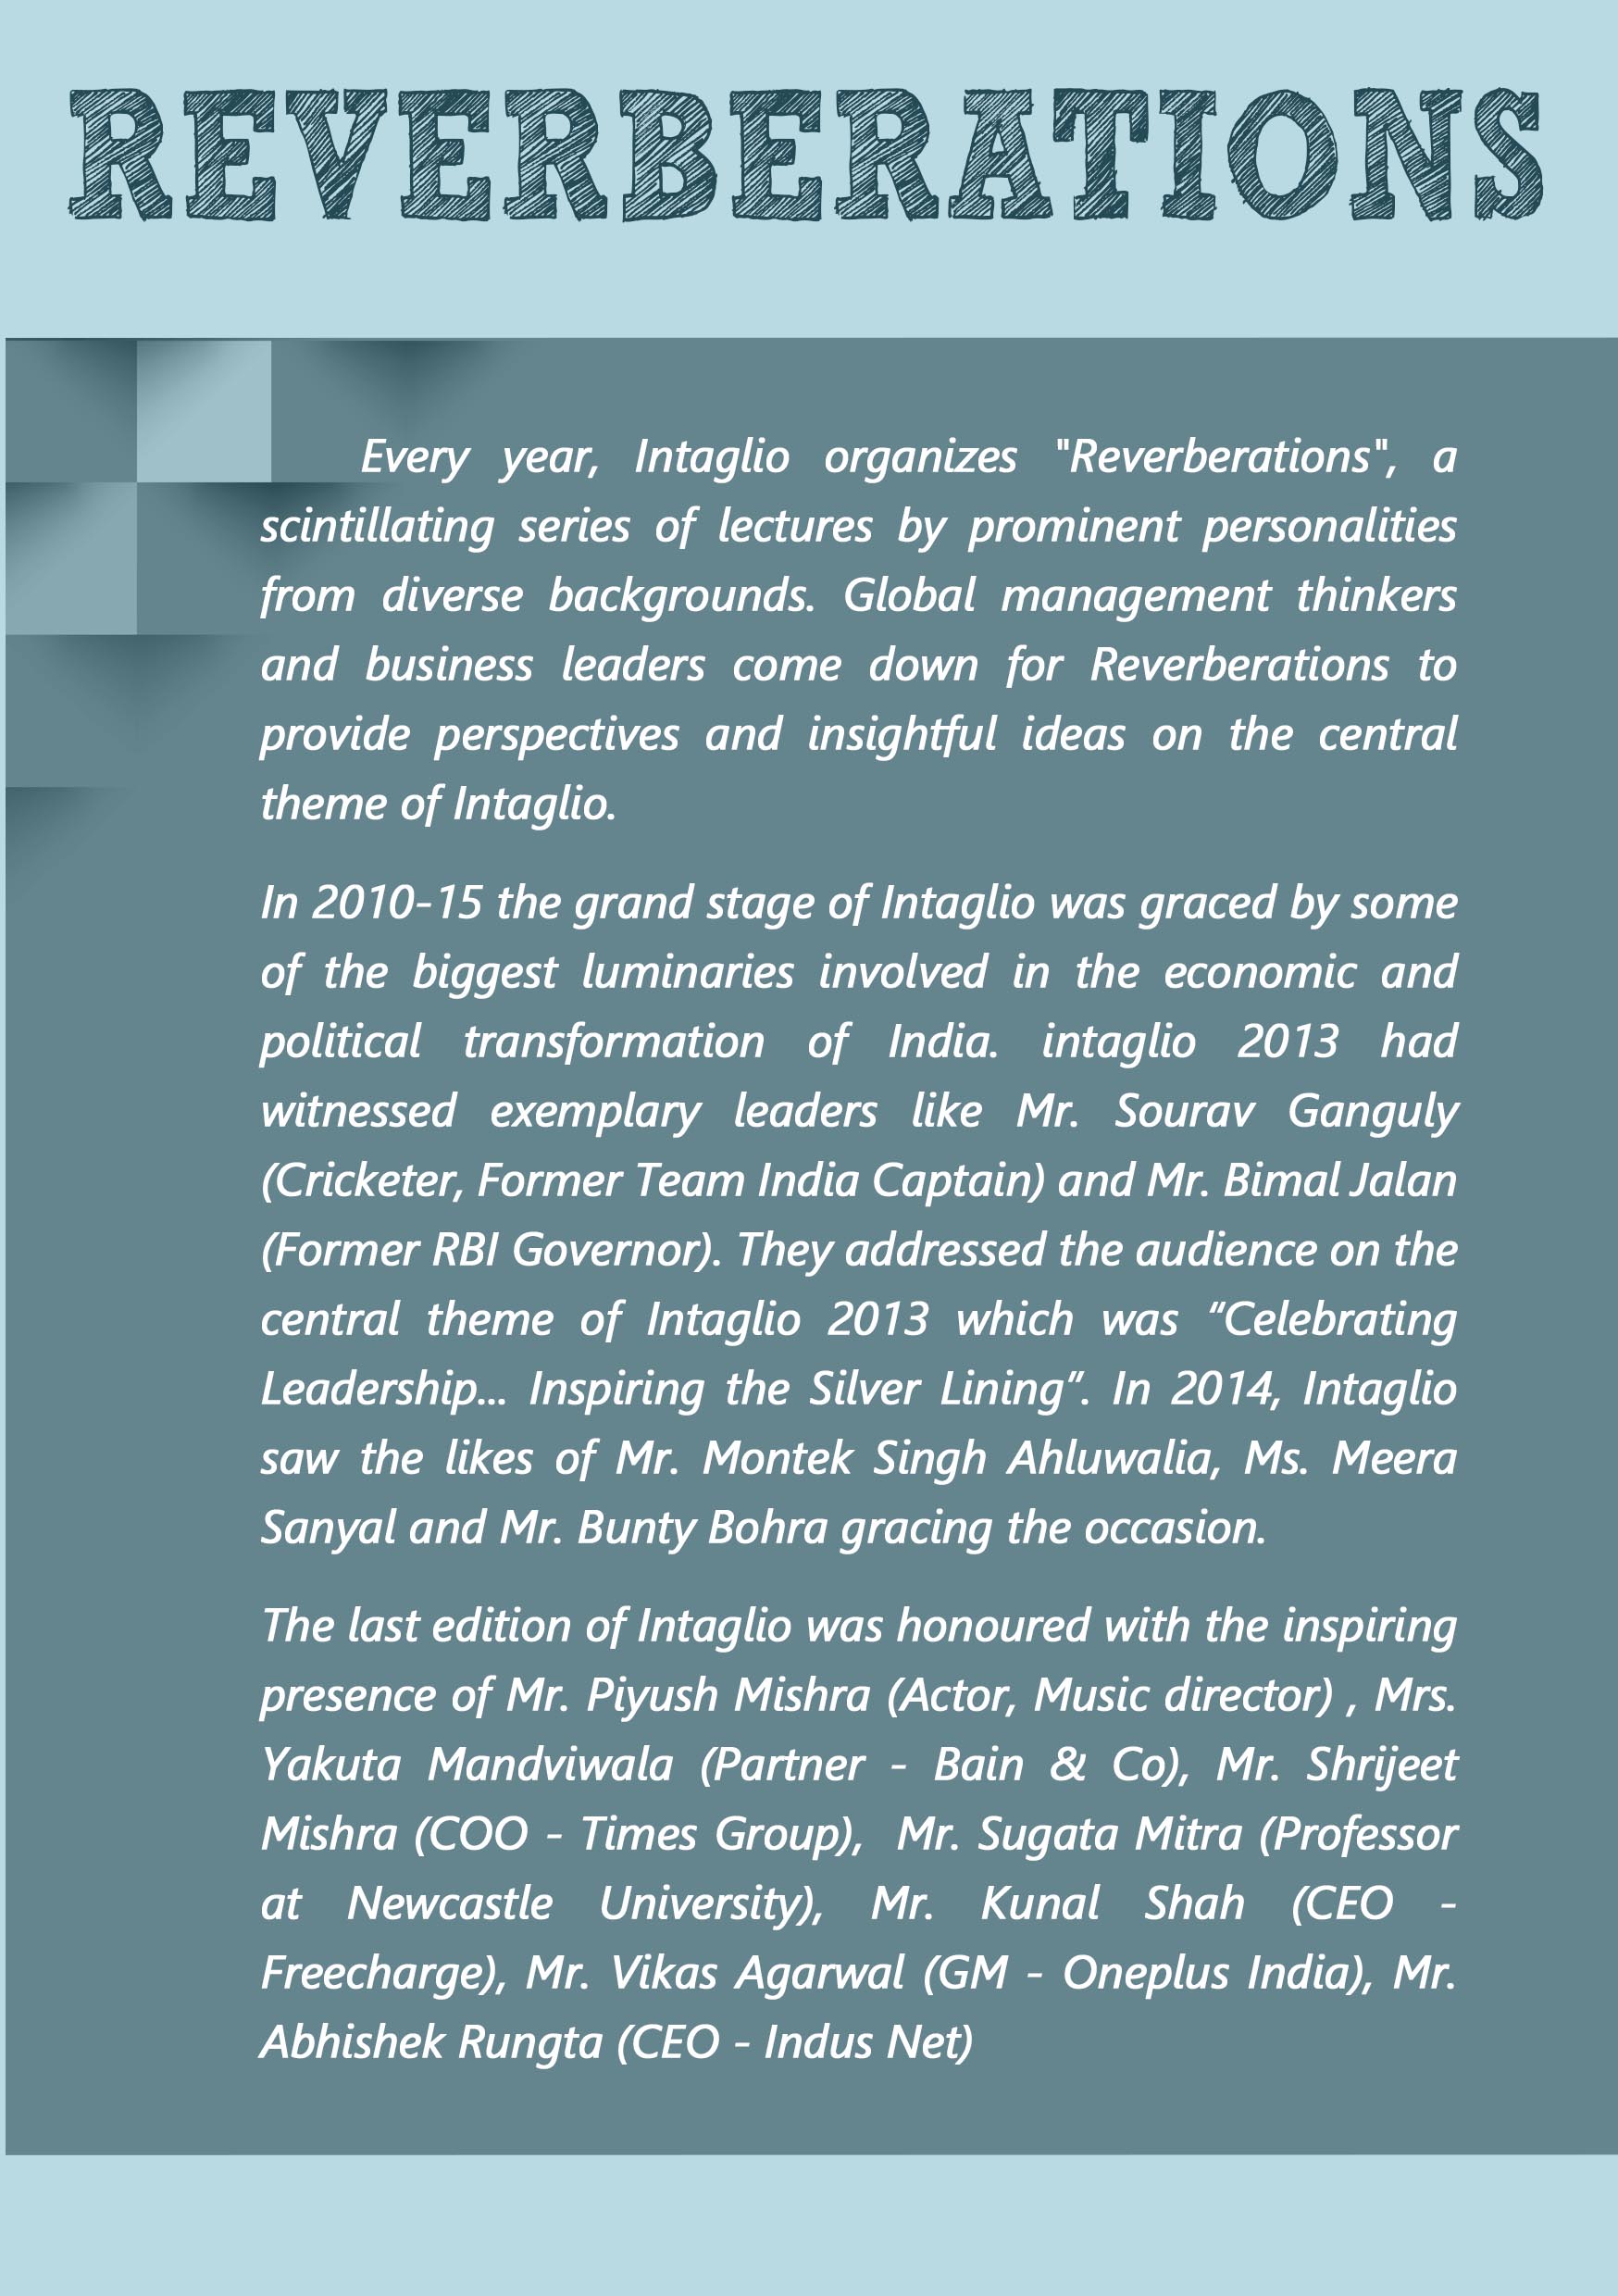 REVERBERATIONS
Every year, Intaglio organizes "Reverberations", a
scintillating series of lectures by prominent personalities
from diverse backgrounds. Global management thinkers
and business leaders come down for Reverberations to
provide perspectives and insightful ideas on the central
theme of Intaglio.
In 2010-15 the grand stage of Intaglio was graced by some
of the biggest luminaries involved in the economic and
political transformation of India. intaglio 2013 had
witnessed exemplary leaders like Mr. Sourav Ganguly
(Cricketer, Former Team India Captain) and Mr. Bimal Jalan
(Former RBI Governor). They addressed the audience on the
central theme of Intaglio 2013 which was “Celebrating
Leadership... Inspiring the Silver Lining”. In 2014, Intaglio
saw the likes of Mr. Montek Singh Ahluwalia, Ms. Meera
Sanyal and Mr. Bunty Bohra gracing the occasion.
The last edition of Intaglio was honoured with the inspiring
presence of Mr. Piyush Mishra (Actor, Music director) , Mrs.
Yakuta Mandviwala (Partner - Bain & Co), Mr. Shrijeet
Mishra (COO - Times Group), Mr. Sugata Mitra (Professor
at Newcastle University), Mr. Kunal Shah (CEO -
Freecharge), Mr. Vikas Agarwal (GM - Oneplus India), Mr.
Abhishek Rungta (CEO - Indus Net)